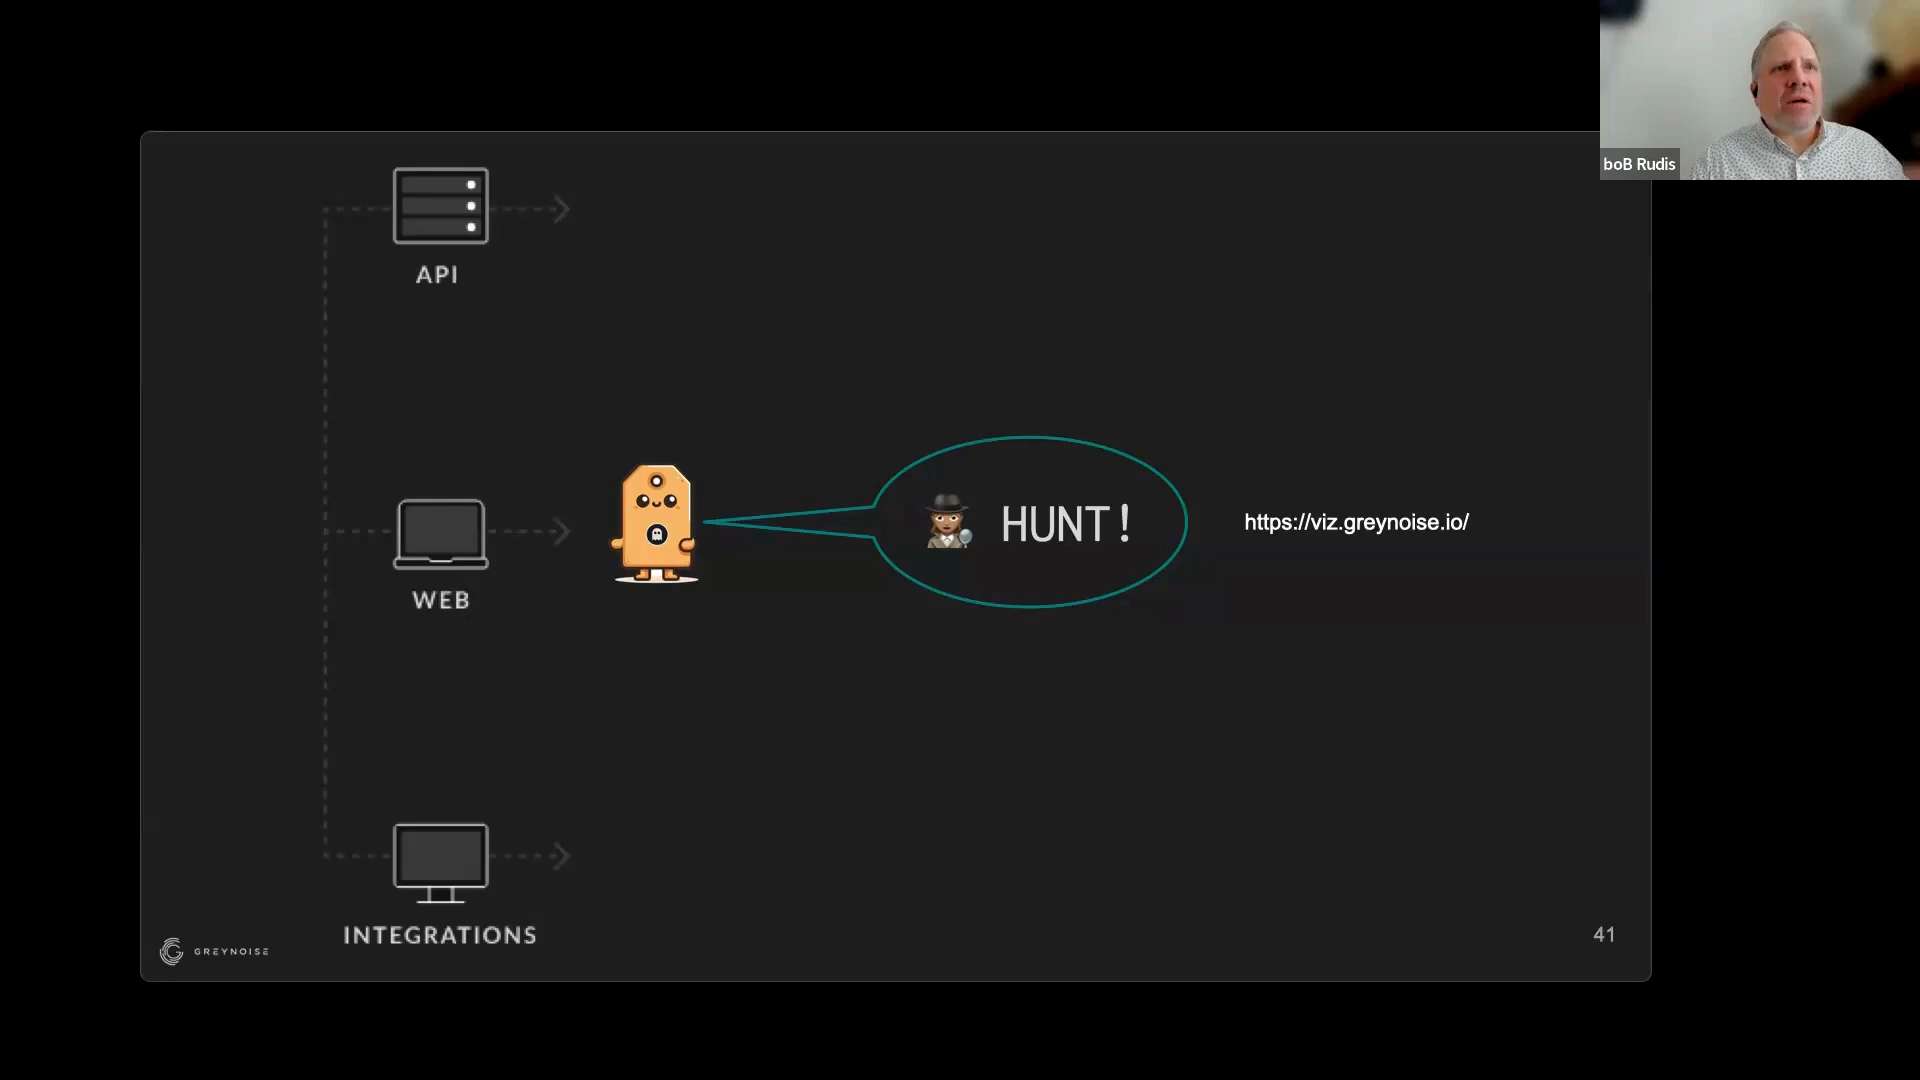 boB Rudis
API
HUNT!
https://viz.greynoise.io/
WEB
INTEGRATIONS
GREYNOISE
41